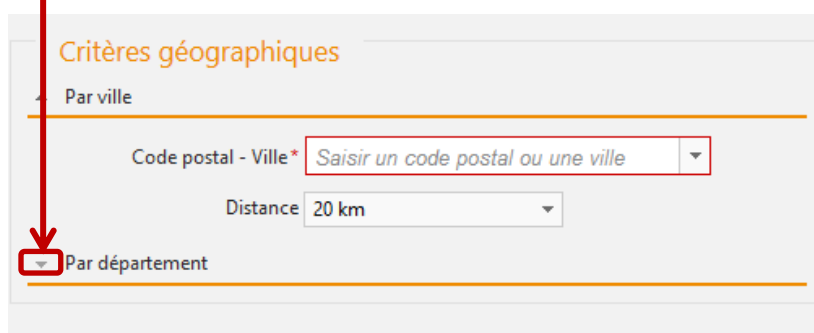 Critères géographiques
Par ville
Code postal - Ville* Saisir un code postal ou une ville
Distance 20 km
Par département